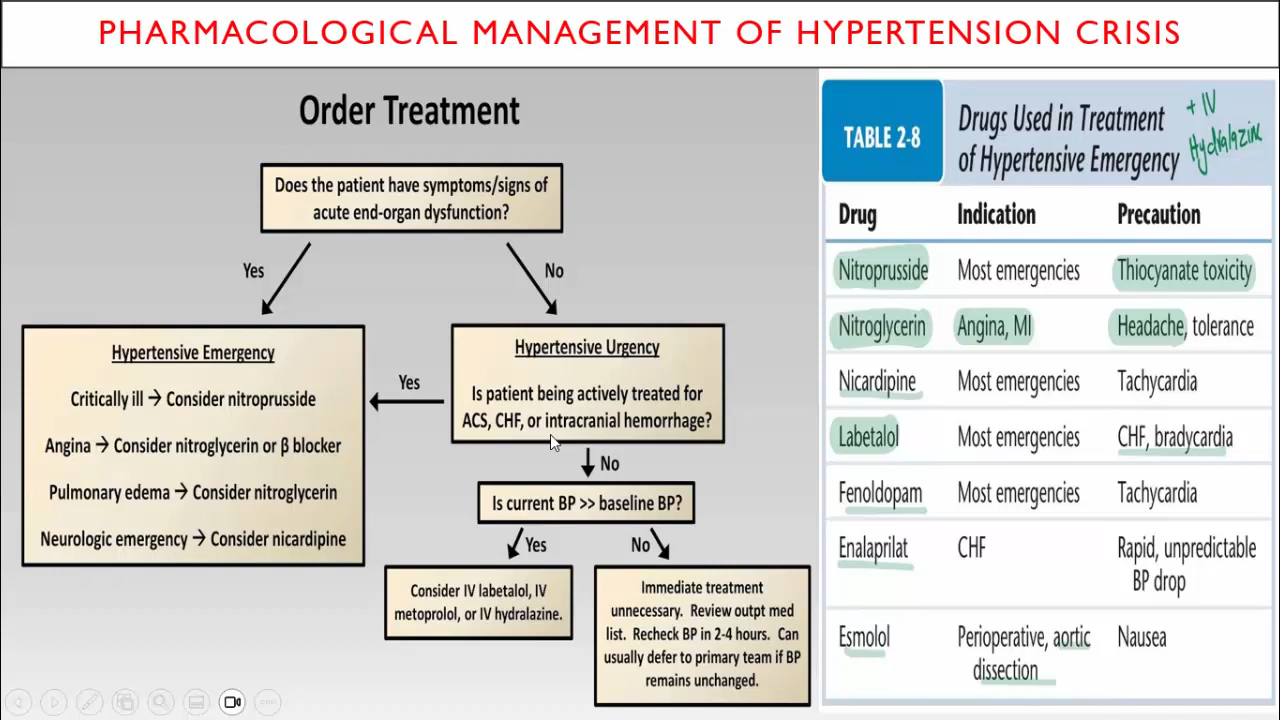 PHARMACOLOGICAL MANAGEMENT OF HYPERTENSION CRISIS
Order Treatment
Does the patient have symptoms/signs of
acute end-organ dysfunction?
Yes
No
Hypertensive Emergency
Critically ill → Consider nitroprusside
Angina → Consider nitroglycerin or β blocker
Pulmonary edema → Consider nitroglycerin
Neurologic emergency → Consider nicardipine
Yes
Hypertensive Urgency
Is patient being actively treated for
ACS, CHF, or intracranial hemorrhage?
No
Is current BP >> baseline BP?
Yes
No
Consider IV labetalol, IV
metoprolol, or IV hydralazine.
Immediate treatment
unnecessary. Review outpt med
list. Recheck BP in 2-4 hours. Can
usually defer to primary team if BP
remains unchanged.
TABLE 2-8
Drugs Used in Treatment
of Hypertensive Emergency
+ IV
Hydralazine
Drug Indication Precaution
Nitroprusside Most emergencies Thiocyanate toxicity
Nitroglycerin Angina, MI Headache, tolerance
Nicardipine Most emergencies Tachycardia
Labetalol Most emergencies CHF, bradycardia
Fenoldopam Most emergencies Tachycardia
Enalaprilat CHF Rapid, unpredictable
BP drop
Esmolol Perioperative, aortic Nausea
dissection